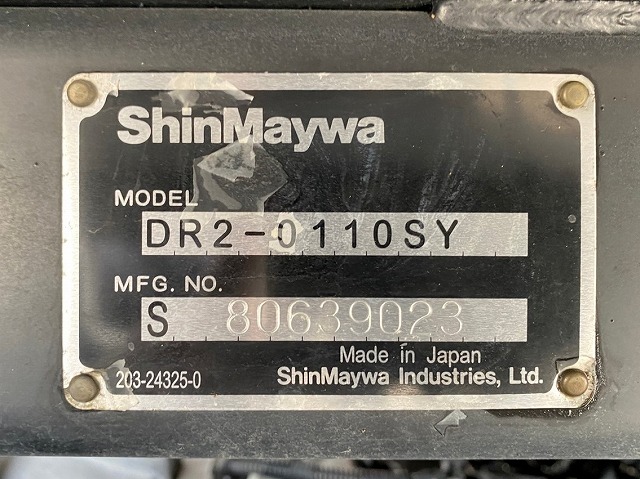 ShinMaywa
MODEL
DR2-0110SY
MFG. NO.
S 80639023
Made in Japan
203-24325-0 ShinMaywa Industries, Ltd.